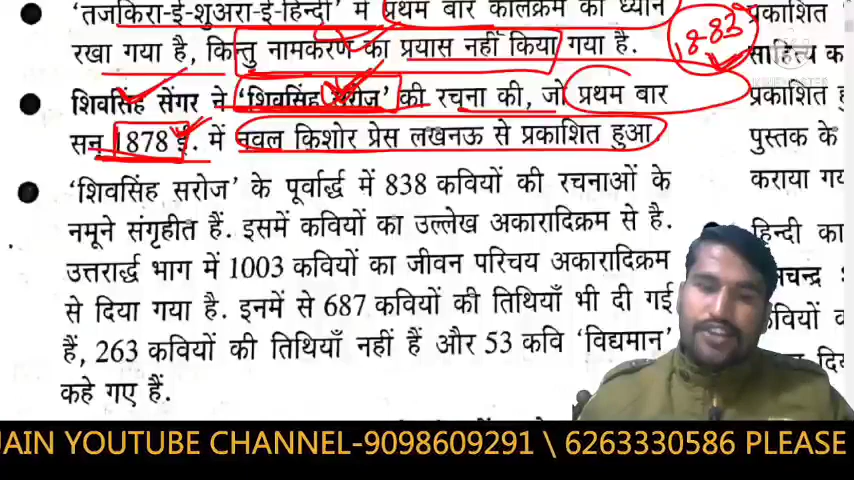 'तजकिरा-ई-शुअरा-ई-हिन्दी' में प्रथम बार कालक्रम का ध्यान
रखा गया है, किन्तु नामकरण का प्रयास नहीं किया गया है.
शिवसिंह सेंगर ने 'शिवसिंह सरोज' की रचना की, जो प्रथम बार
सन् 1878 ई. में नवल किशोर प्रेस लखनऊ से प्रकाशित हुआ
'शिवसिंह सरोज' के पूर्वार्द्ध में 838 कवियों की रचनाओं के
नमूने संगृहीत हैं. इसमें कवियों का उल्लेख अकारादिक्रम से है.
उत्तरार्द्ध भाग में 1003 कवियों का जीवन परिचय अकारादिक्रम
से दिया गया है. इनमें से 687 कवियों की तिथियाँ भी दी गई
हैं, 263 कवियों की तिथियाँ नहीं हैं और 53 कवि 'विद्यमान'
कहे गए हैं.
1883
प्रकाशित
साहित्य क
प्रकाशित ह
पुस्तक के
कराया गय
हिन्दी का
चन्द्र
कवियों क
दि
JAIN YOUTUBE CHANNEL-9098609291 \ 6263330586 PLEASE